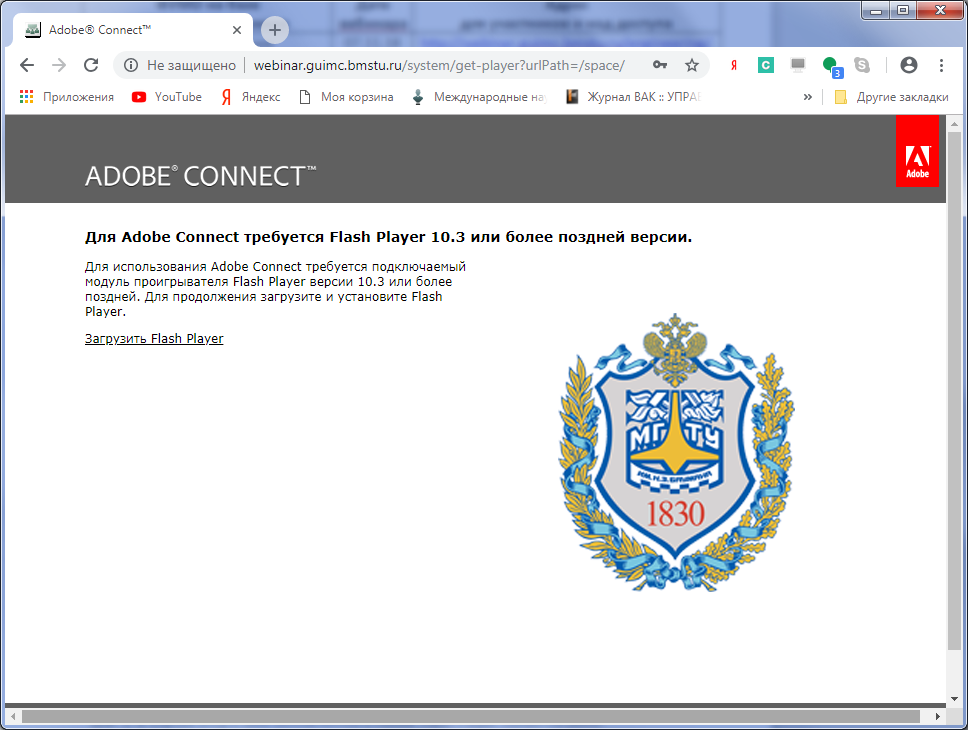 Adobe® Connect™
Не защищено
webinar.guimc.bmstu.ru/system/get-player?urlPath=/space/
Я
C
3
Приложения
YouTube
Я Яндекс
Моя корзина
Международные на
Журнал ВАК :: УПРА
»
Другие закладки
ADOBE® CONNECT™
Adobe
Для Adobe Connect требуется Flash Player 10.3 или более поздней версии.
Для использования Adobe Connect требуется подключаемый
модуль проигрывателя Flash Player версии 10.3 или более
поздней. Для продолжения загрузите и установите Flash
Player.
Загрузить Flash Player
МГТУ
ИМ. Н.Э. БАУМАНА
1830